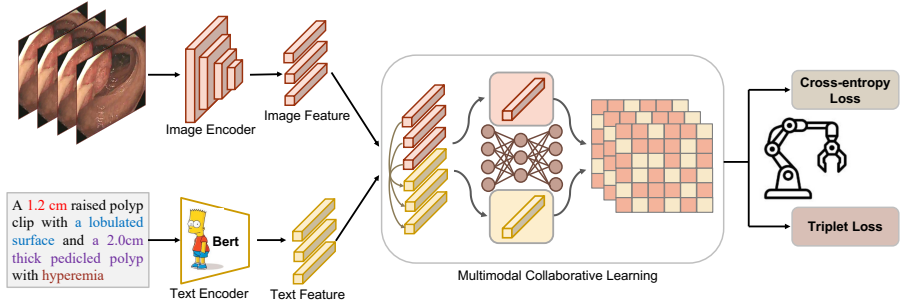 Image Encoder
Image Feature
A 1.2 cm raised polyp
clip with a lobulated
surface and a 2.0cm
thick pedicled polyp
with hyperemia
Bert
Text Encoder
Text Feature
Multimodal Collaborative Learning
Cross-entropy
Loss
Triplet Loss